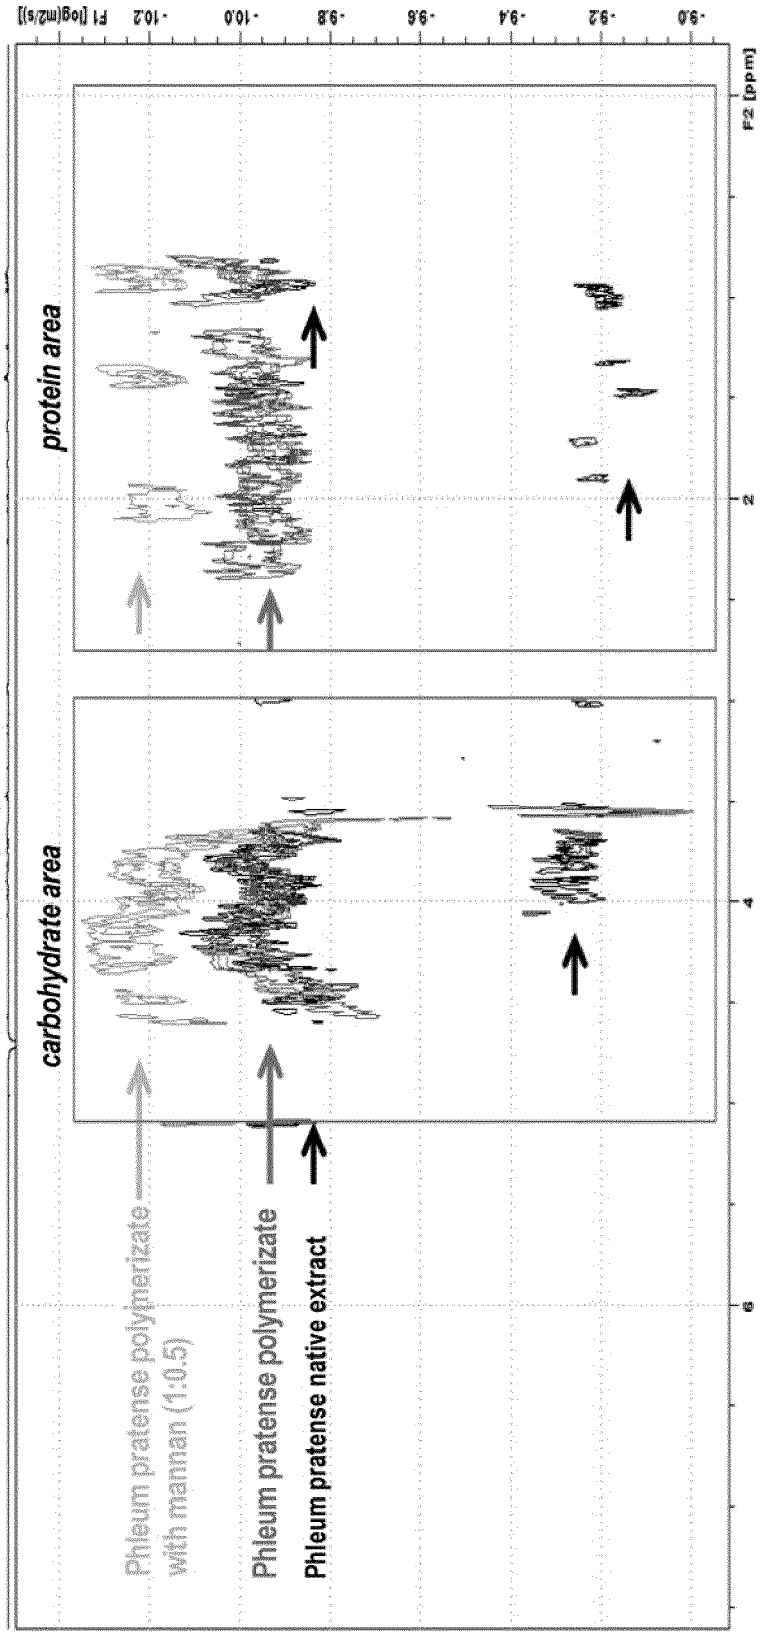 F1 [log(m2/s)]
-10.2
-10.0
-9.8
-9.6
-9.4
-9.2
-9.0
protein area
carbohydrate area
Phleum pratense polymerizate
with mannan (1:0.5)
Phleum pratense polymerizate
Phleum pratense native extract
6
4
2
F2 [ppm]